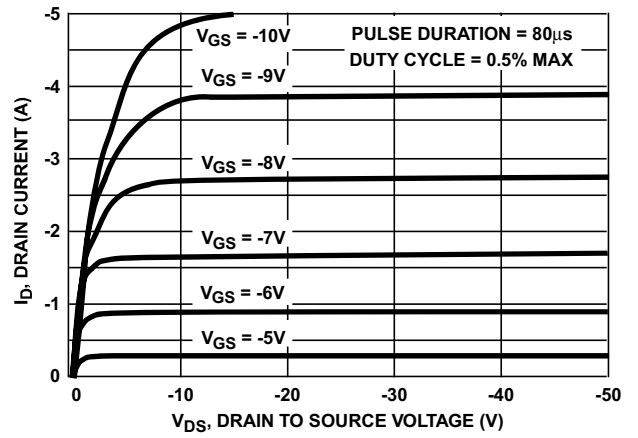 -5
-4
-3
-2
-1
0
I_D, DRAIN CURRENT (A)
V_GS = -10V
PULSE DURATION = 80µs
DUTY CYCLE = 0.5% MAX
V_GS = -9V
V_GS = -8V
V_GS = -7V
V_GS = -6V
V_GS = -5V
0 -10 -20 -30 -40 -50
V_DS, DRAIN TO SOURCE VOLTAGE (V)